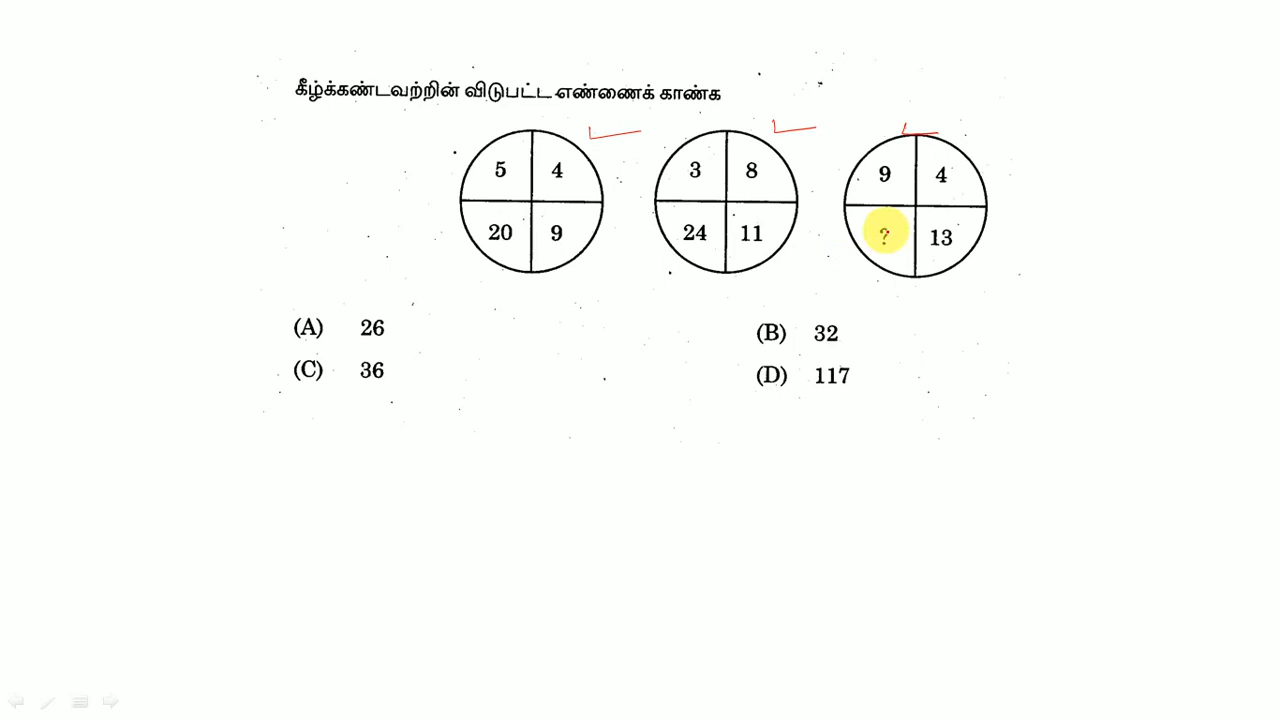 கீழ்க்கண்டவற்றின் விடுபட்ட எண்ணைக் காண்க
5 4 3 8 9 4
20 9 24 11 ? 13
(A) 26 (B) 32
(C) 36 (D) 117